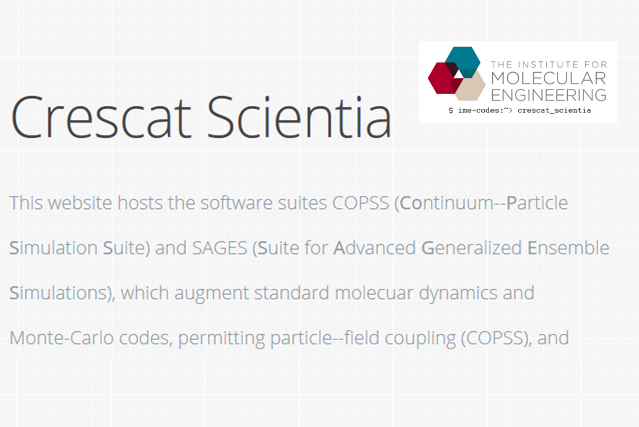 THE INSTITUTE FOR
MOLECULAR
ENGINEERING
$ ime-codes:~> crescat_scientia
Crescat Scientia
This website hosts the software suites COPSS (Continuum--Particle
Simulation Suite) and SAGES (Suite for Advanced Generalized Ensemble
Simulations), which augment standard molecuar dynamics and
Monte-Carlo codes, permitting particle--field coupling (COPSS), and